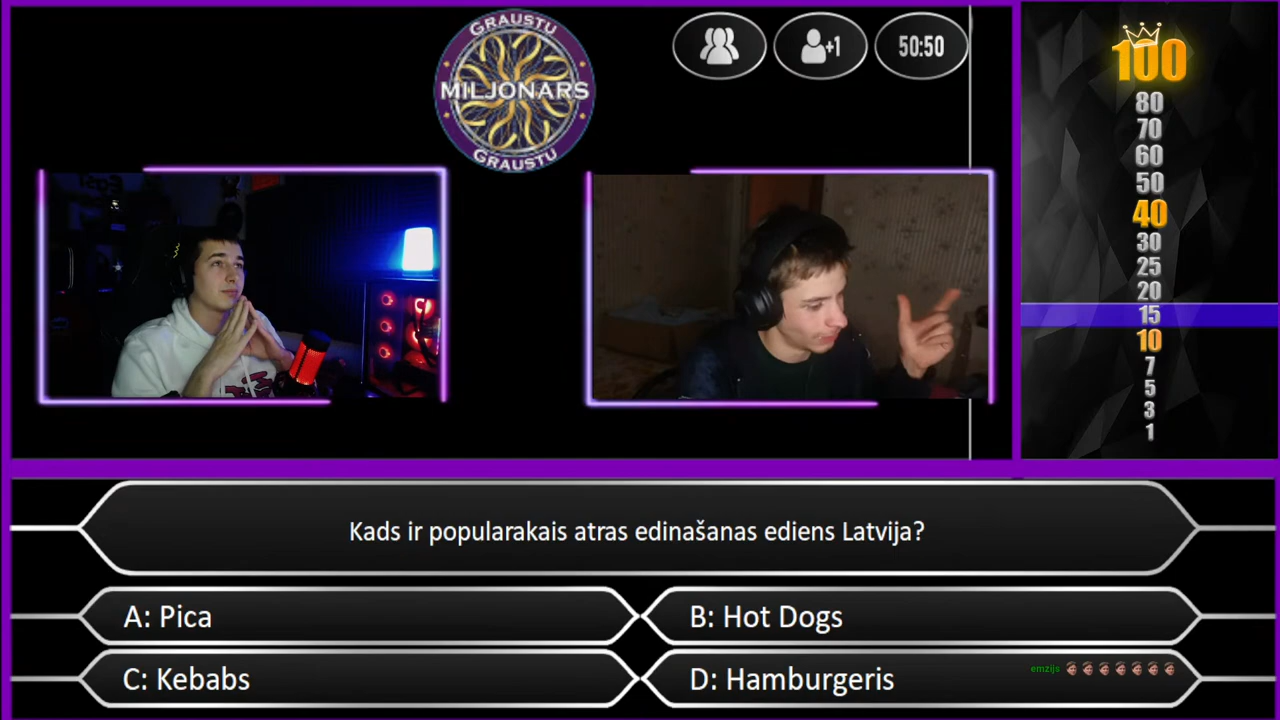 GRAUSTU
MILJONARS
GRAUSTU
+1
50:50
100
80
70
60
50
40
30
25
20
15
10
7
5
3
1
Kads ir popularakais atras edinašanas ediens Latvija?
A: Pica
B: Hot Dogs
C: Kebabs
D: Hamburgeris
emzijs